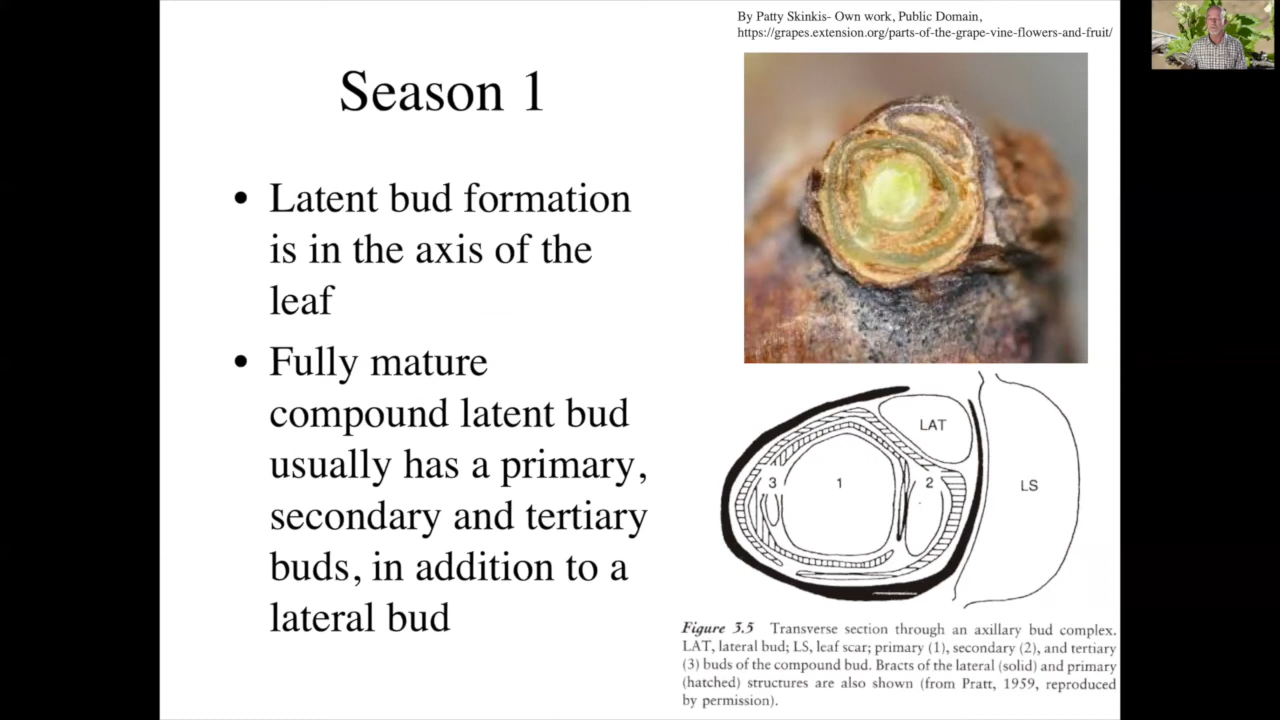 By Patty Skinkis- Own work, Public Domain,
https://grapes.extension.org/parts-of-the-grape-vine-flowers-and-fruit/
Season 1
• Latent bud formation
is in the axis of the
leaf
• Fully mature
compound latent bud
usually has a primary,
secondary and tertiary
buds, in addition to a
lateral bud
LAT
3
1
2
LS
Figure 3.5 Transverse section through an axillary bud complex.
LAT, lateral bud; LS, leaf scar; primary (1), secondary (2), and tertiary
(3) buds of the compound bud. Bracts of the lateral (solid) and primary
(hatched) structures are also shown (from Pratt, 1959, reproduced
by permission).